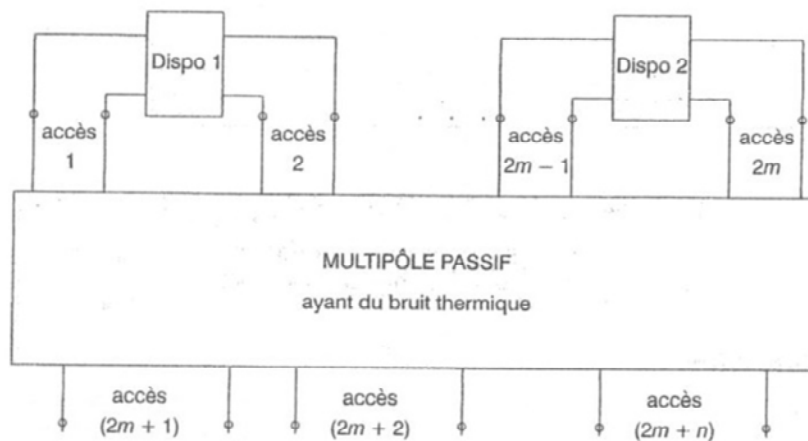 Dispo 1
Dispo 2
accès
1
accès
2
. . .
accès
2m − 1
accès
2m
MULTIPÔLE PASSIF
ayant du bruit thermique
accès
(2m + 1)
accès
(2m + 2)
accès
(2m + n)